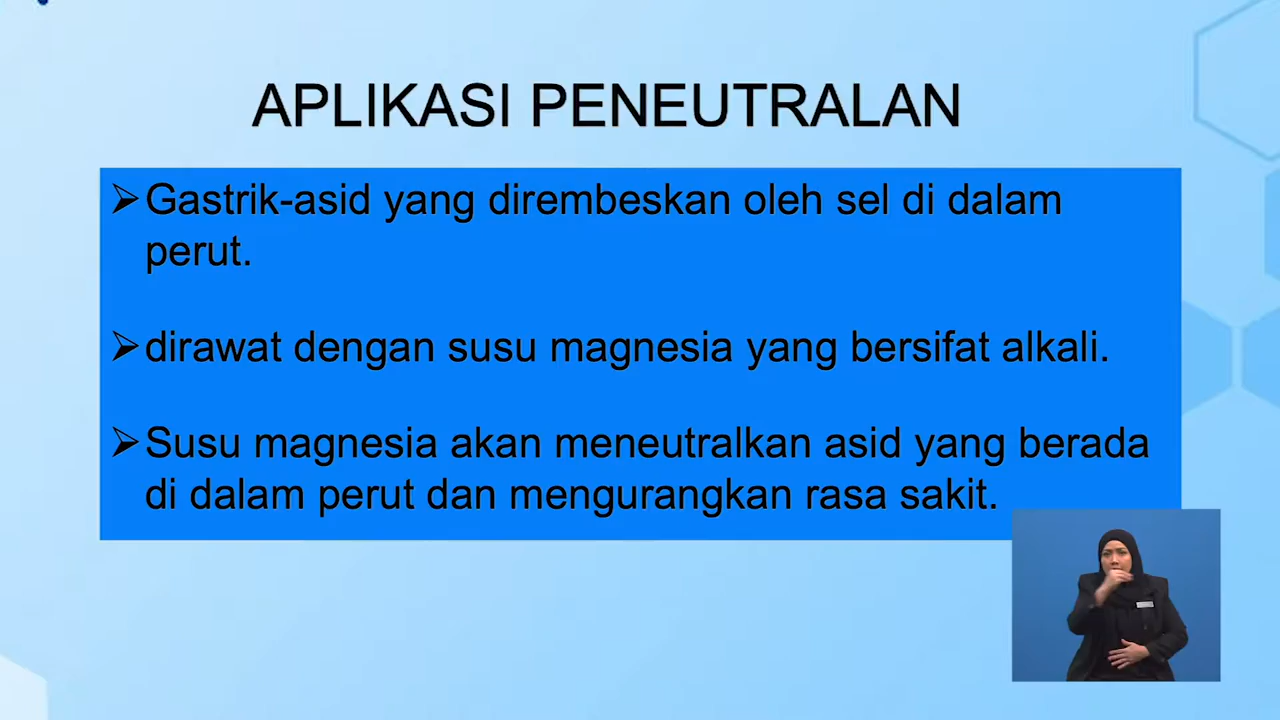 APLIKASI PENEUTRALAN
➢Gastrik-asid yang dirembeskan oleh sel di dalam
perut.
➢dirawat dengan susu magnesia yang bersifat alkali.
➢Susu magnesia akan meneutralkan asid yang berada
di dalam perut dan mengurangkan rasa sakit.